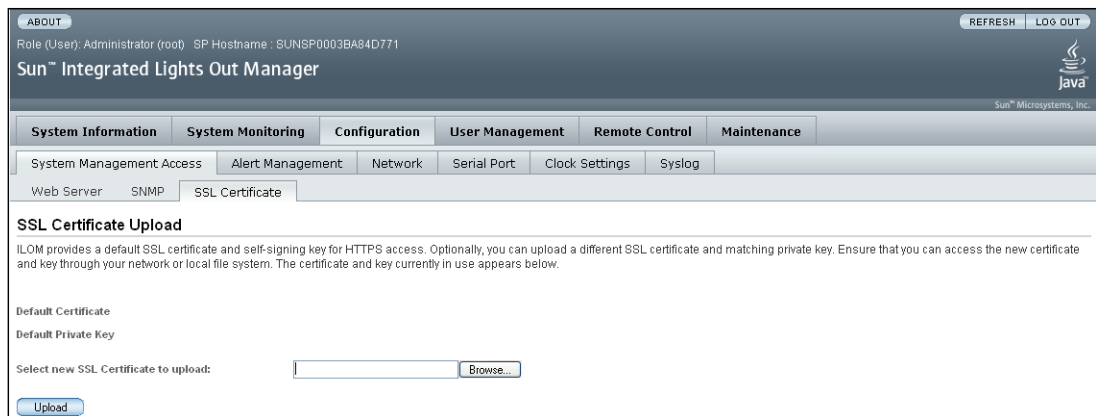 ABOUT
REFRESH LOG OUT
Role (User): Administrator (root) SP Hostname : SUNSP0003BA84D771
Sun™ Integrated Lights Out Manager
Java™
Sun™ Microsystems, Inc.
System Information System Monitoring Configuration User Management Remote Control Maintenance
System Management Access Alert Management Network Serial Port Clock Settings Syslog
Web Server SNMP SSL Certificate
SSL Certificate Upload
ILOM provides a default SSL certificate and self-signing key for HTTPS access. Optionally, you can upload a different SSL certificate and matching private key. Ensure that you can access the new certificate
and key through your network or local file system. The certificate and key currently in use appears below.
Default Certificate
Default Private Key
Select new SSL Certificate to upload: Browse...
Upload